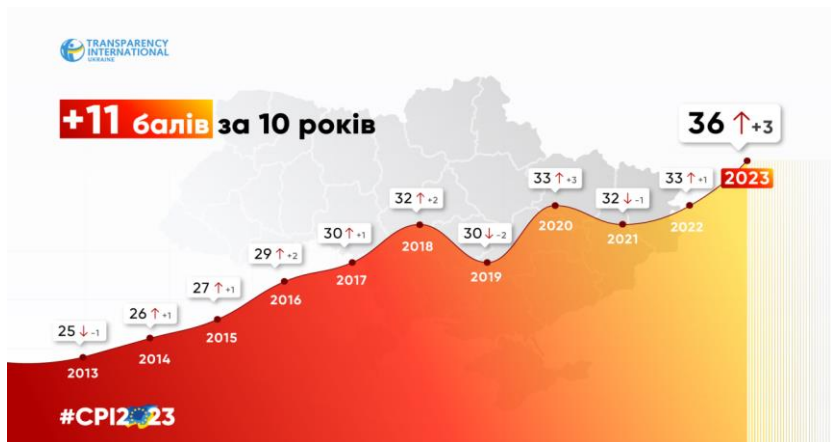 TRANSPARENCY
INTERNATIONAL
UKRAINE
+11 балів за 10 років
36 ↑ +3
2023
33 ↑ +1
2022
32 ↓ -1
2021
33 ↑ +3
2020
30 ↓ -2
2019
32 ↑ +2
2018
30 ↑ +1
2017
29 ↑ +2
2016
27 ↑ +1
2015
26 ↑ +1
2014
25 ↓ -1
2013
#CPI2023